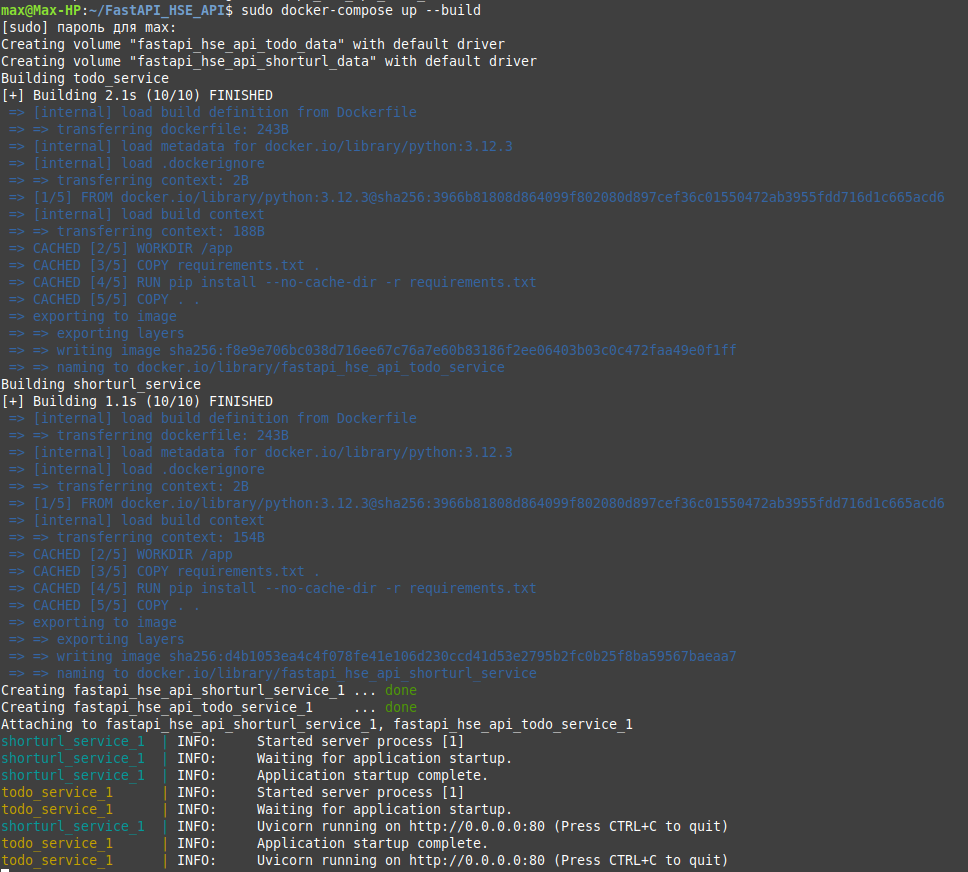 max@Max-HP:~/FastAPI_HSE_API$ sudo docker-compose up --build
[sudo] пароль для max:
Creating volume "fastapi_hse_api_todo_data" with default driver
Creating volume "fastapi_hse_api_shorturl_data" with default driver
Building todo_service
[+] Building 2.1s (10/10) FINISHED
=> [internal] load build definition from Dockerfile
=> => transferring dockerfile: 243B
=> [internal] load metadata for docker.io/library/python:3.12.3
=> [internal] load .dockerignore
=> => transferring context: 2B
=> [1/5] FROM docker.io/library/python:3.12.3@sha256:3966b81808d864099f802080d897cef36c01550472ab3955fdd716d1c665acd6
=> [internal] load build context
=> => transferring context: 188B
=> CACHED [2/5] WORKDIR /app
=> CACHED [3/5] COPY requirements.txt .
=> CACHED [4/5] RUN pip install --no-cache-dir -r requirements.txt
=> CACHED [5/5] COPY . .
=> exporting to image
=> => exporting layers
=> => writing image sha256:f8e9e706bc038d716ee67c76a7e60b83186f2ee06403b03c0c472faa49e0f1ff
=> => naming to docker.io/library/fastapi_hse_api_todo_service
Building shorturl_service
[+] Building 1.1s (10/10) FINISHED
=> [internal] load build definition from Dockerfile
=> => transferring dockerfile: 243B
=> [internal] load metadata for docker.io/library/python:3.12.3
=> [internal] load .dockerignore
=> => transferring context: 2B
=> [1/5] FROM docker.io/library/python:3.12.3@sha256:3966b81808d864099f802080d897cef36c01550472ab3955fdd716d1c665acd6
=> [internal] load build context
=> => transferring context: 154B
=> CACHED [2/5] WORKDIR /app
=> CACHED [3/5] COPY requirements.txt .
=> CACHED [4/5] RUN pip install --no-cache-dir -r requirements.txt
=> CACHED [5/5] COPY . .
=> exporting to image
=> => exporting layers
=> => writing image sha256:d4b1053ea4c4f078fe41e106d230ccd41d53e2795b2fc0b25f8ba59567baeaa7
=> => naming to docker.io/library/fastapi_hse_api_shorturl_service
Creating fastapi_hse_api_shorturl_service_1 ... done
Creating fastapi_hse_api_todo_service_1     ... done
Attaching to fastapi_hse_api_shorturl_service_1, fastapi_hse_api_todo_service_1
shorturl_service_1  | INFO:     Started server process [1]
shorturl_service_1  | INFO:     Waiting for application startup.
shorturl_service_1  | INFO:     Application startup complete.
todo_service_1      | INFO:     Started server process [1]
todo_service_1      | INFO:     Waiting for application startup.
shorturl_service_1  | INFO:     Uvicorn running on http://0.0.0.0:80 (Press CTRL+C to quit)
todo_service_1      | INFO:     Application startup complete.
todo_service_1      | INFO:     Uvicorn running on http://0.0.0.0:80 (Press CTRL+C to quit)